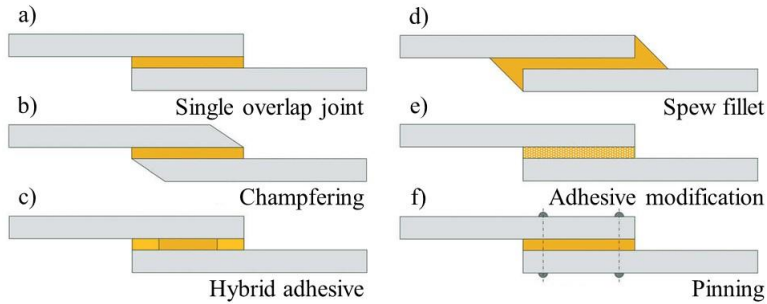 a)
Single overlap joint
b)
Champfering
c)
Hybrid adhesive
d)
Spew fillet
e)
Adhesive modification
f)
Pinning